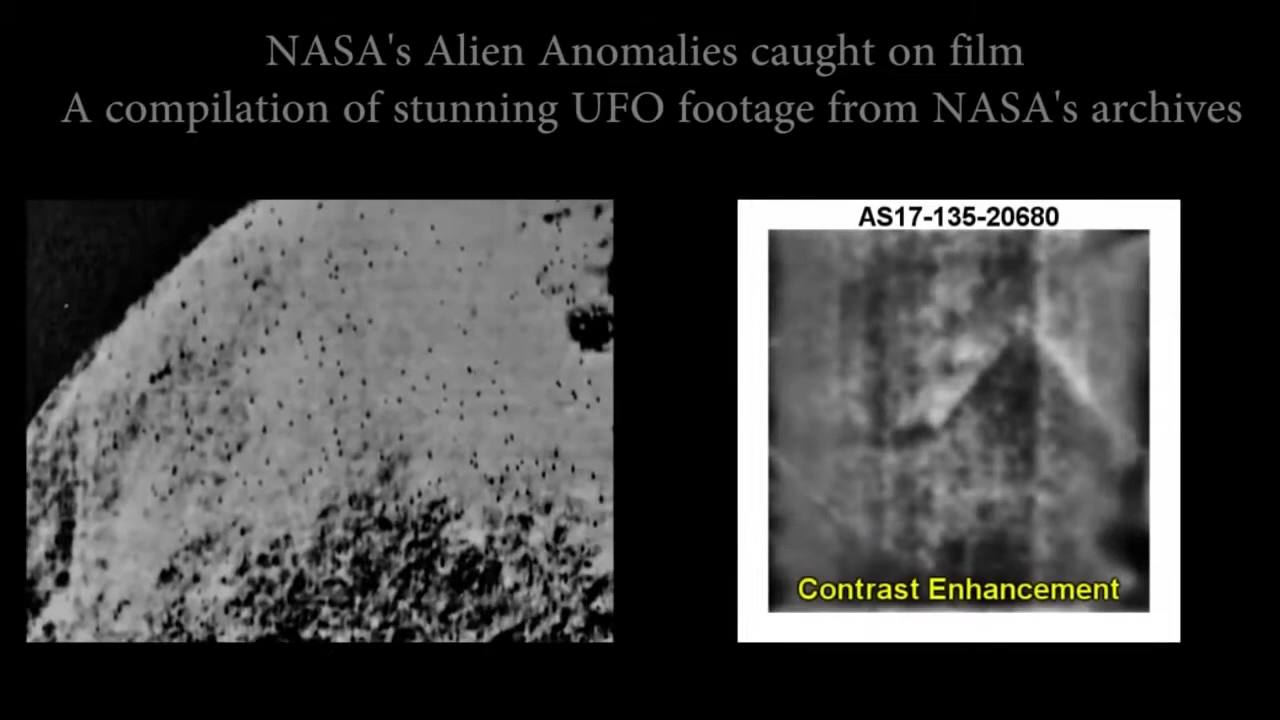 NASA's Alien Anomalies caught on film
A compilation of stunning UFO footage from NASA's archives
AS17-135-20680
Contrast Enhancement